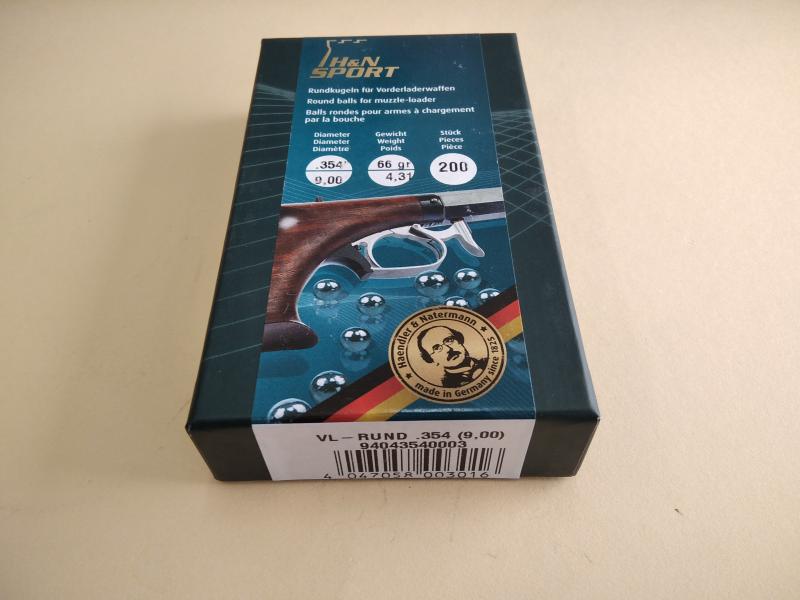 H&N
SPORT
Rundkugeln für Vorderladerwaffen
Round balls for muzzle-loader
Balls rondes pour armes à chargement
par la bouche
Diameter Gewicht Stück
Diameter Weight Pieces
Diamètre Poids Pièce
.354" 66 gr 200
9,00 4,31
Haendler & Natermann
made in Germany since 1825
VL - RUND .354 (9,00)
94043540003
4 047058 003016